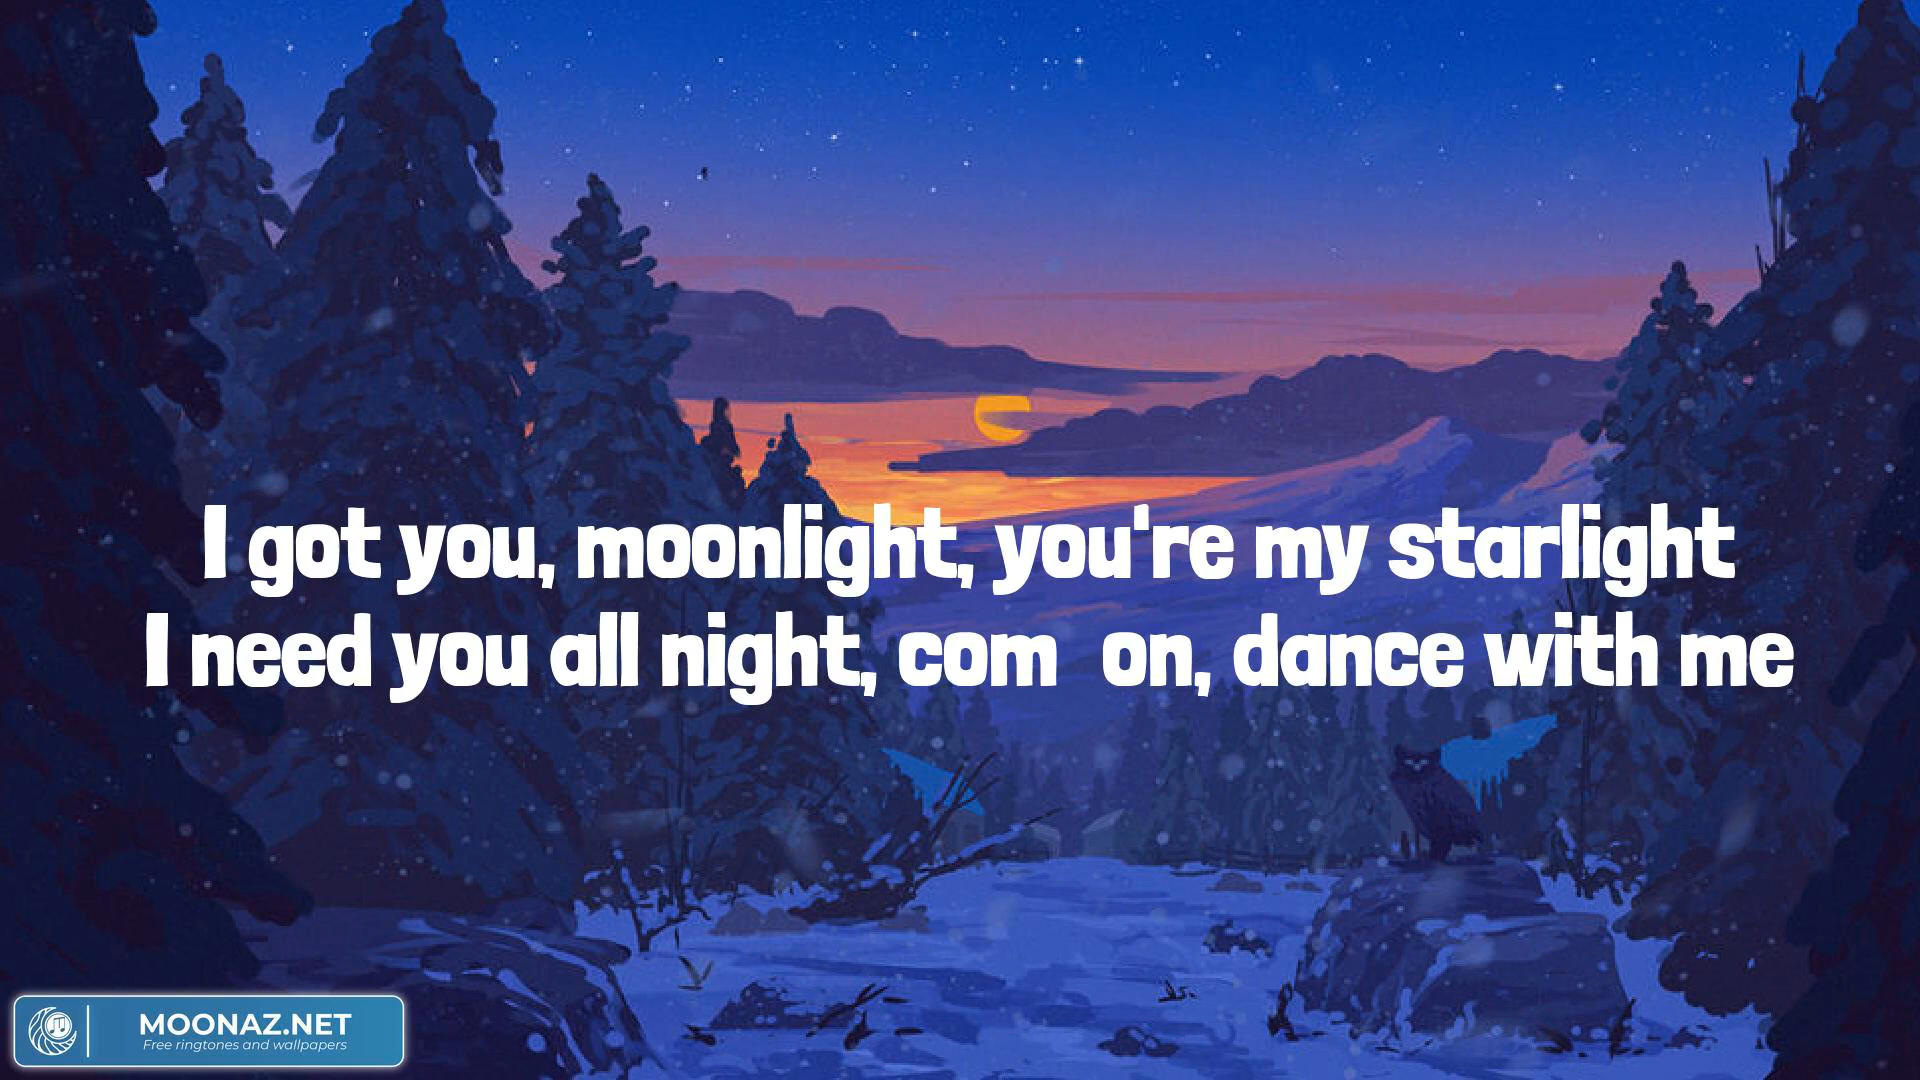 I got you, moonlight, you're my starlight
I need you all night, com  on, dance with me
MOONAZ.NET
Free ringtones and wallpapers